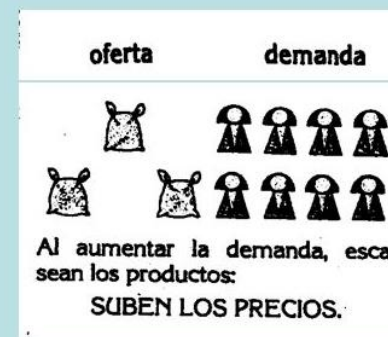 oferta demanda
Al aumentar la demanda, esca
sean los productos:
SUBEN LOS PRECIOS.